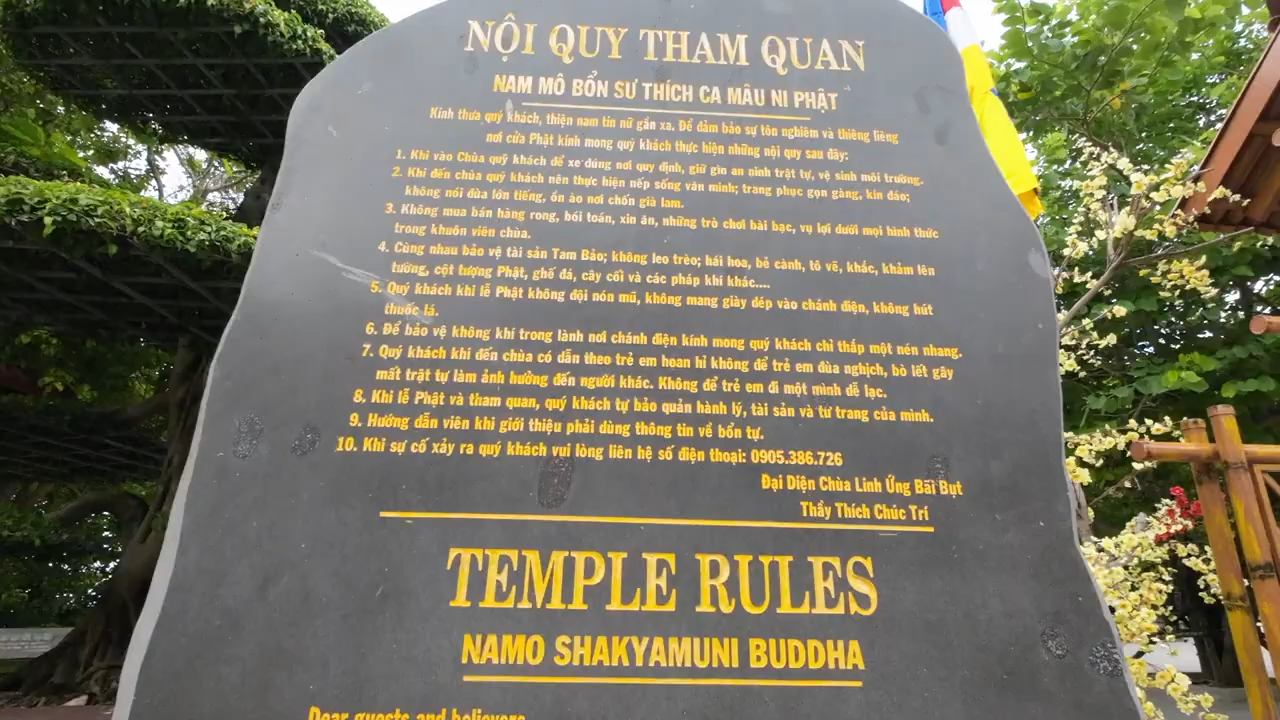 NỘI QUY THAM QUAN
NAM MÔ BỔN SƯ THÍCH CA MÂU NI PHẬT
Kính thưa quý khách, thiện nam tín nữ gần xa. Để đảm bảo sự tôn nghiêm và thiêng liêng
nơi cửa Phật kính mong quý khách thực hiện những nội quy sau đây:
1. Khi vào Chùa quý khách để xe đúng nơi quy định, giữ gìn an ninh trật tự, vệ sinh môi trường.
2. Khi đến chùa quý khách nên thực hiện nếp sống văn minh; trang phục gọn gàng, kín đáo;
không nói đùa lớn tiếng, ồn ào nơi chốn già lam.
3. Không mua bán hàng rong, bói toán, xin ăn, những trò chơi bài bạc, vụ lợi dưới mọi hình thức
trong khuôn viên chùa.
4. Cùng nhau bảo vệ tài sản Tam Bảo; không leo trèo; hái hoa, bẻ cành, tô vẽ, khắc, khảm lên
tường, cột tượng Phật, ghế đá, cây cối và các pháp khí khác....
5. Quý khách khi lễ Phật không đội nón mũ, không mang giày dép vào chánh điện, không hút
thuốc lá.
6. Để bảo vệ không khí trong lành nơi chánh điện kính mong quý khách chỉ thắp một nén nhang.
7. Quý khách khi đến chùa có dẫn theo trẻ em hoan hỉ không để trẻ em đùa nghịch, bò lết gây
mất trật tự làm ảnh hưởng đến người khác. Không để trẻ em đi một mình dễ lạc.
8. Khi lễ Phật và tham quan, quý khách tự bảo quản hành lý, tài sản và tư trang của mình.
9. Hướng dẫn viên khi giới thiệu phải dùng thông tin về bổn tự.
10. Khi sự cố xảy ra quý khách vui lòng liên hệ số điện thoại: 0905.386.726
Đại Diện Chùa Linh Ứng Bãi Bụt
Thầy Thích Chúc Trí
TEMPLE RULES
NAMO SHAKYAMUNI BUDDHA
Dear guests and believers